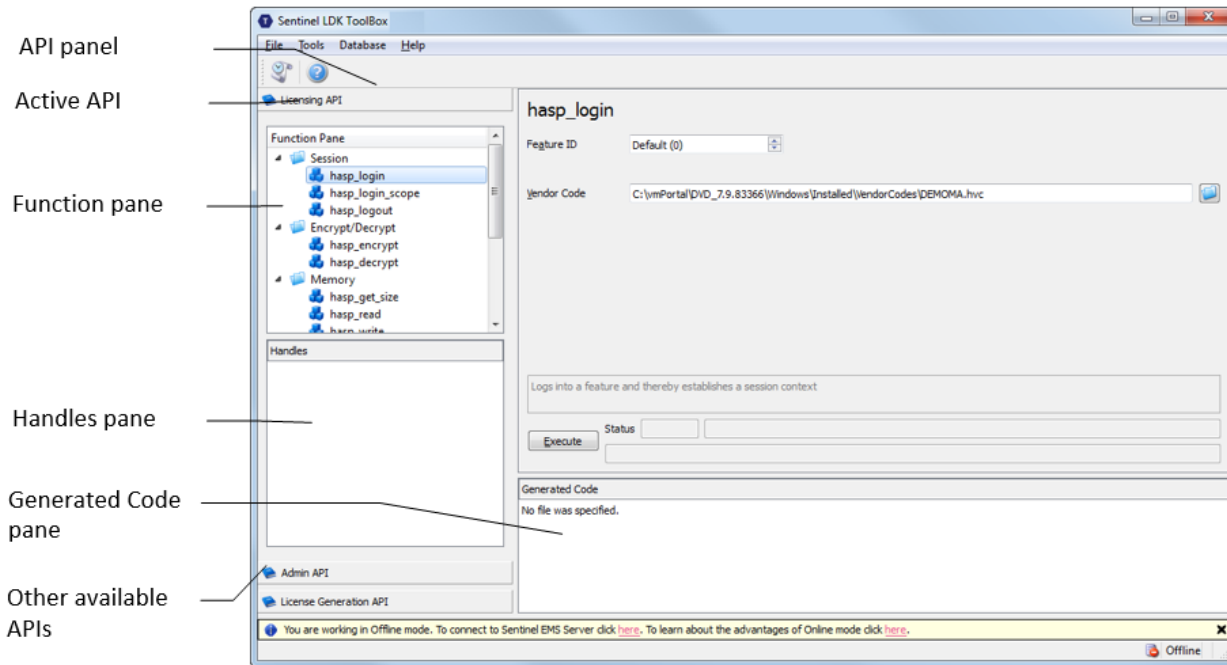 Sentinel LDK ToolBox
API panel
File Tools Database Help
Active API
Licensing API
hasp_login
Function Pane
Feature ID
Default (0)
Session
hasp_login
Vendor Code
C:\vmPortal\DVD_7.9.83366\Windows\Installed\VendorCodes\DEMOMA.hvc
hasp_login_scope
Function pane
hasp_logout
Encrypt/Decrypt
hasp_encrypt
hasp_decrypt
Memory
hasp_get_size
hasp_read
hasp_write
Handles
Logs into a feature and thereby establishes a session context
Handles pane
Status
Execute
Generated Code
pane
Generated Code
No file was specified.
Admin API
Other available
APIs
License Generation API
You are working in Offline mode. To connect to Sentinel EMS Server click here. To learn about the advantages of Online mode click here.
Offline